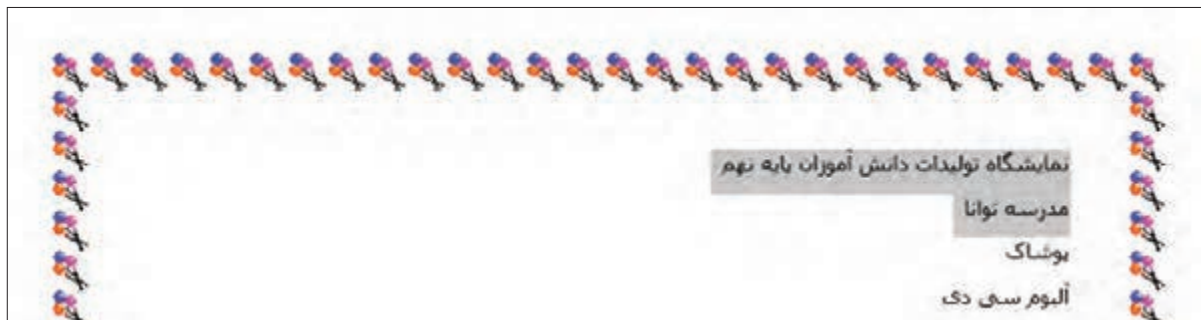 نمایشگاه تولیدات دانش آموزان پایه نهم
مدرسه توانا
پوشاک
آلبوم سی دی